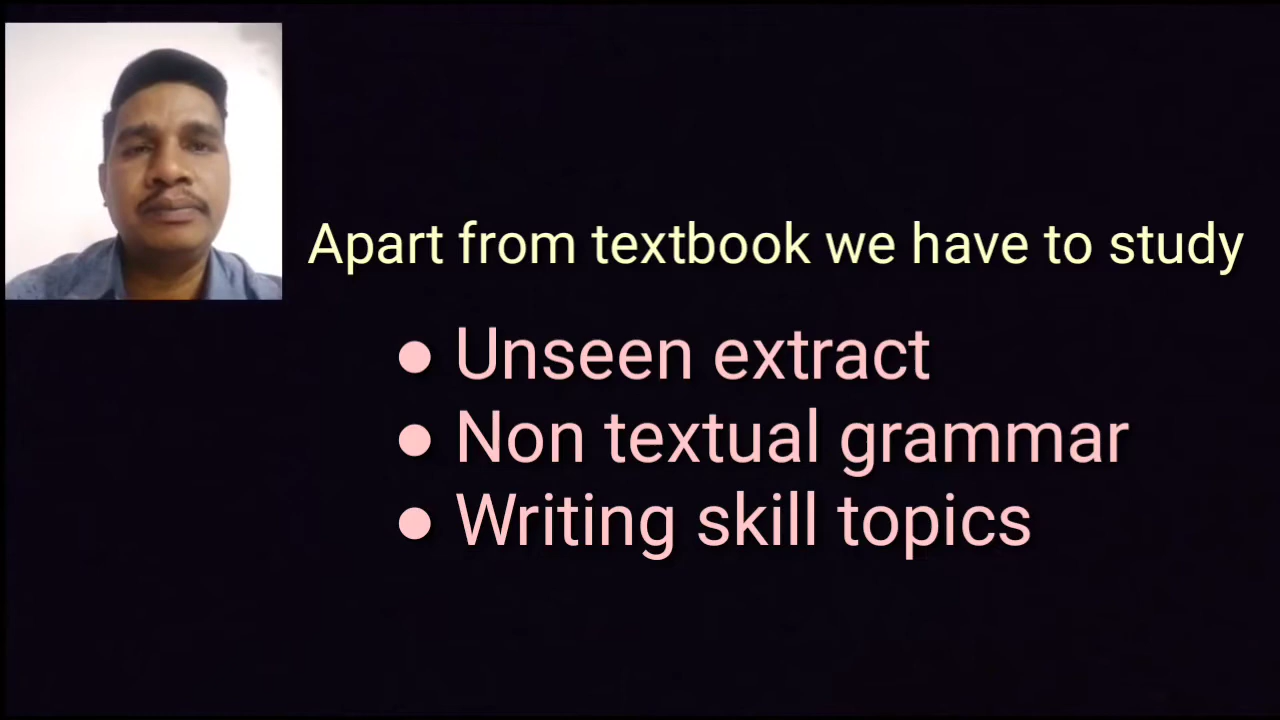 Apart from textbook we have to study
● Unseen extract
● Non textual grammar
● Writing skill topics